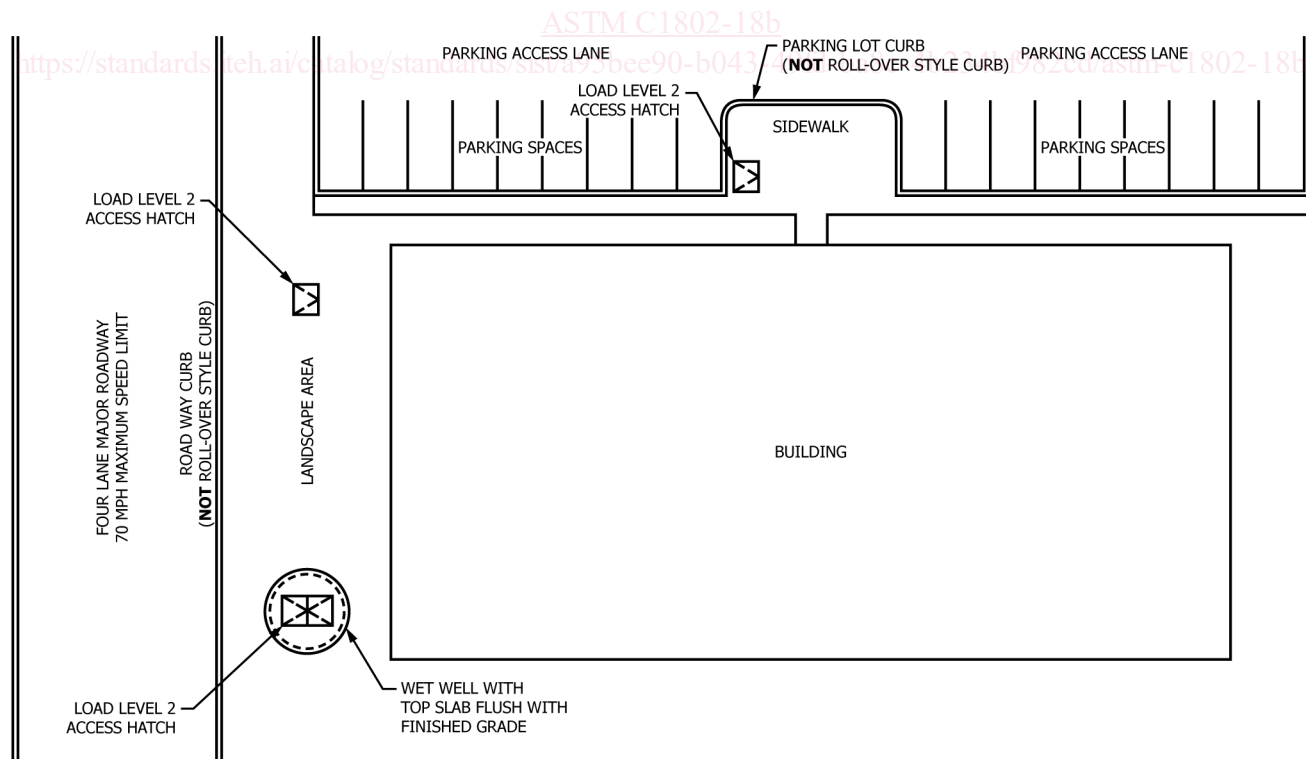 ASTM C1802-18b
PARKING ACCESS LANE
PARKING LOT CURB
(NOT ROLL-OVER STYLE CURB)
PARKING ACCESS LANE
LOAD LEVEL 2
ACCESS HATCH
SIDEWALK
PARKING SPACES
PARKING SPACES
LOAD LEVEL 2
ACCESS HATCH
FOUR LANE MAJOR ROADWAY
70 MPH MAXIMUM SPEED LIMIT
ROAD WAY CURB
(NOT ROLL-OVER STYLE CURB)
LANDSCAPE AREA
BUILDING
LOAD LEVEL 2
ACCESS HATCH
WET WELL WITH
TOP SLAB FLUSH WITH
FINISHED GRADE